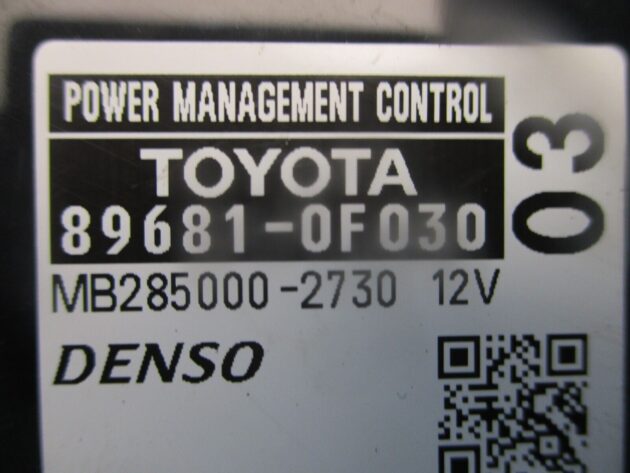 POWER MANAGEMENT CONTROL
TOYOTA
89681-0F030
03
MB285000-2730 12V
DENSO